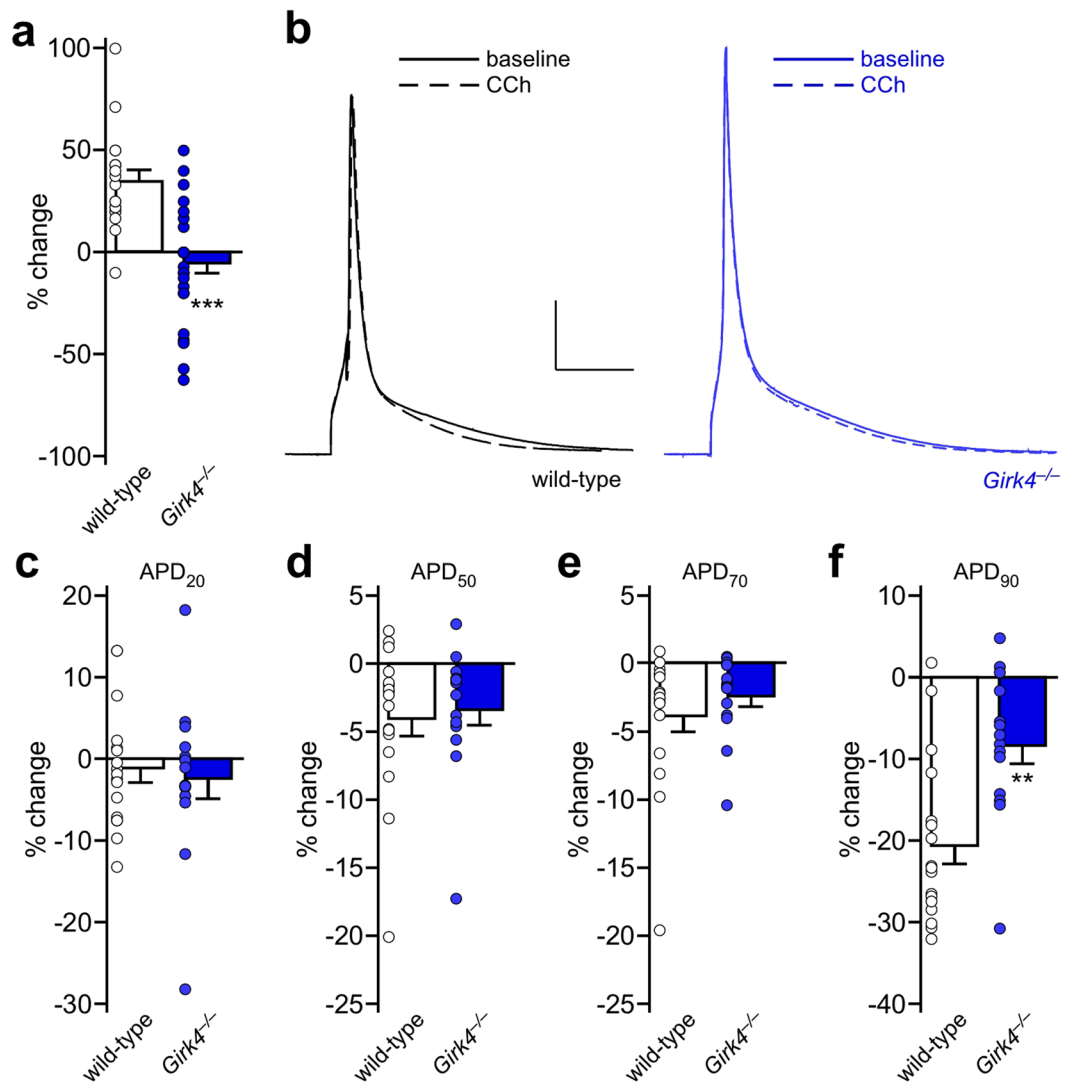 a
100
50
0
-50
-100
% change
***
wild-type
Girk4–/–
b
baseline
CCh
baseline
CCh
wild-type
Girk4–/–
c
APD20
20
10
0
-10
-20
-30
% change
wild-type
Girk4–/–
d
APD50
5
0
-5
-10
-15
-20
-25
% change
wild-type
Girk4–/–
e
APD70
5
0
-5
-10
-15
-20
-25
% change
wild-type
Girk4–/–
f
APD90
10
0
-10
-20
-30
-40
% change
**
wild-type
Girk4–/–